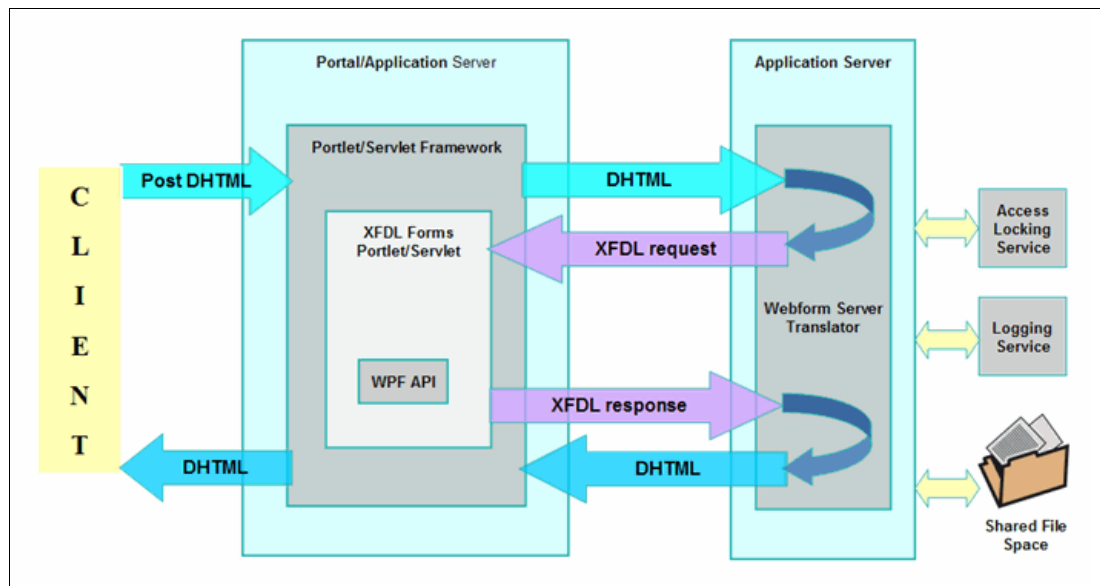 Portal/Application Server
Application Server
Portlet/Servlet Framework
Post DHTML
DHTML
CLIENT
XFDL Forms
Portlet/Servlet
XFDL request
Access
Locking
Service
Webform Server
Translator
Logging
Service
WPF API
XFDL response
DHTML
DHTML
Shared File
Space